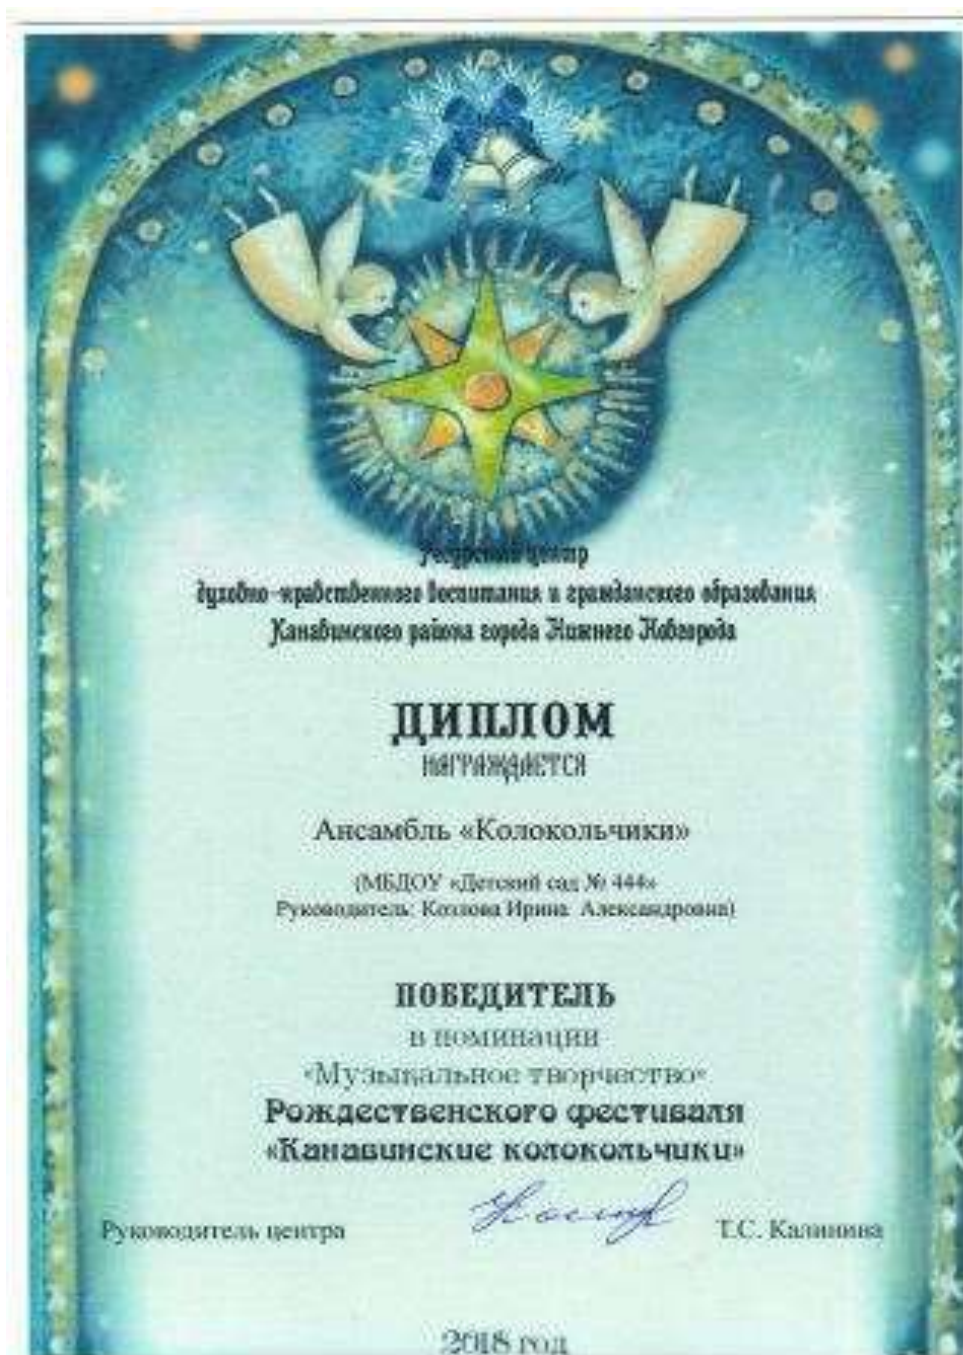 Ресурсный центр
духовно-нравственного воспитания и гражданского образования
Канавинского района города Нижнего Новгорода
ДИПЛОМ
НАГРАЖДАЕТСЯ
Ансамбль «Колокольчики»
(МБДОУ «Детский сад № 444»
Руководитель: Козлова Ирина Александровна)
ПОБЕДИТЕЛЬ
в номинации
«Музыкальное творчество»
Рождественского фестиваля
«Канавинские колокольчики»
Руководитель центра Т.С. Калинина
2018 год